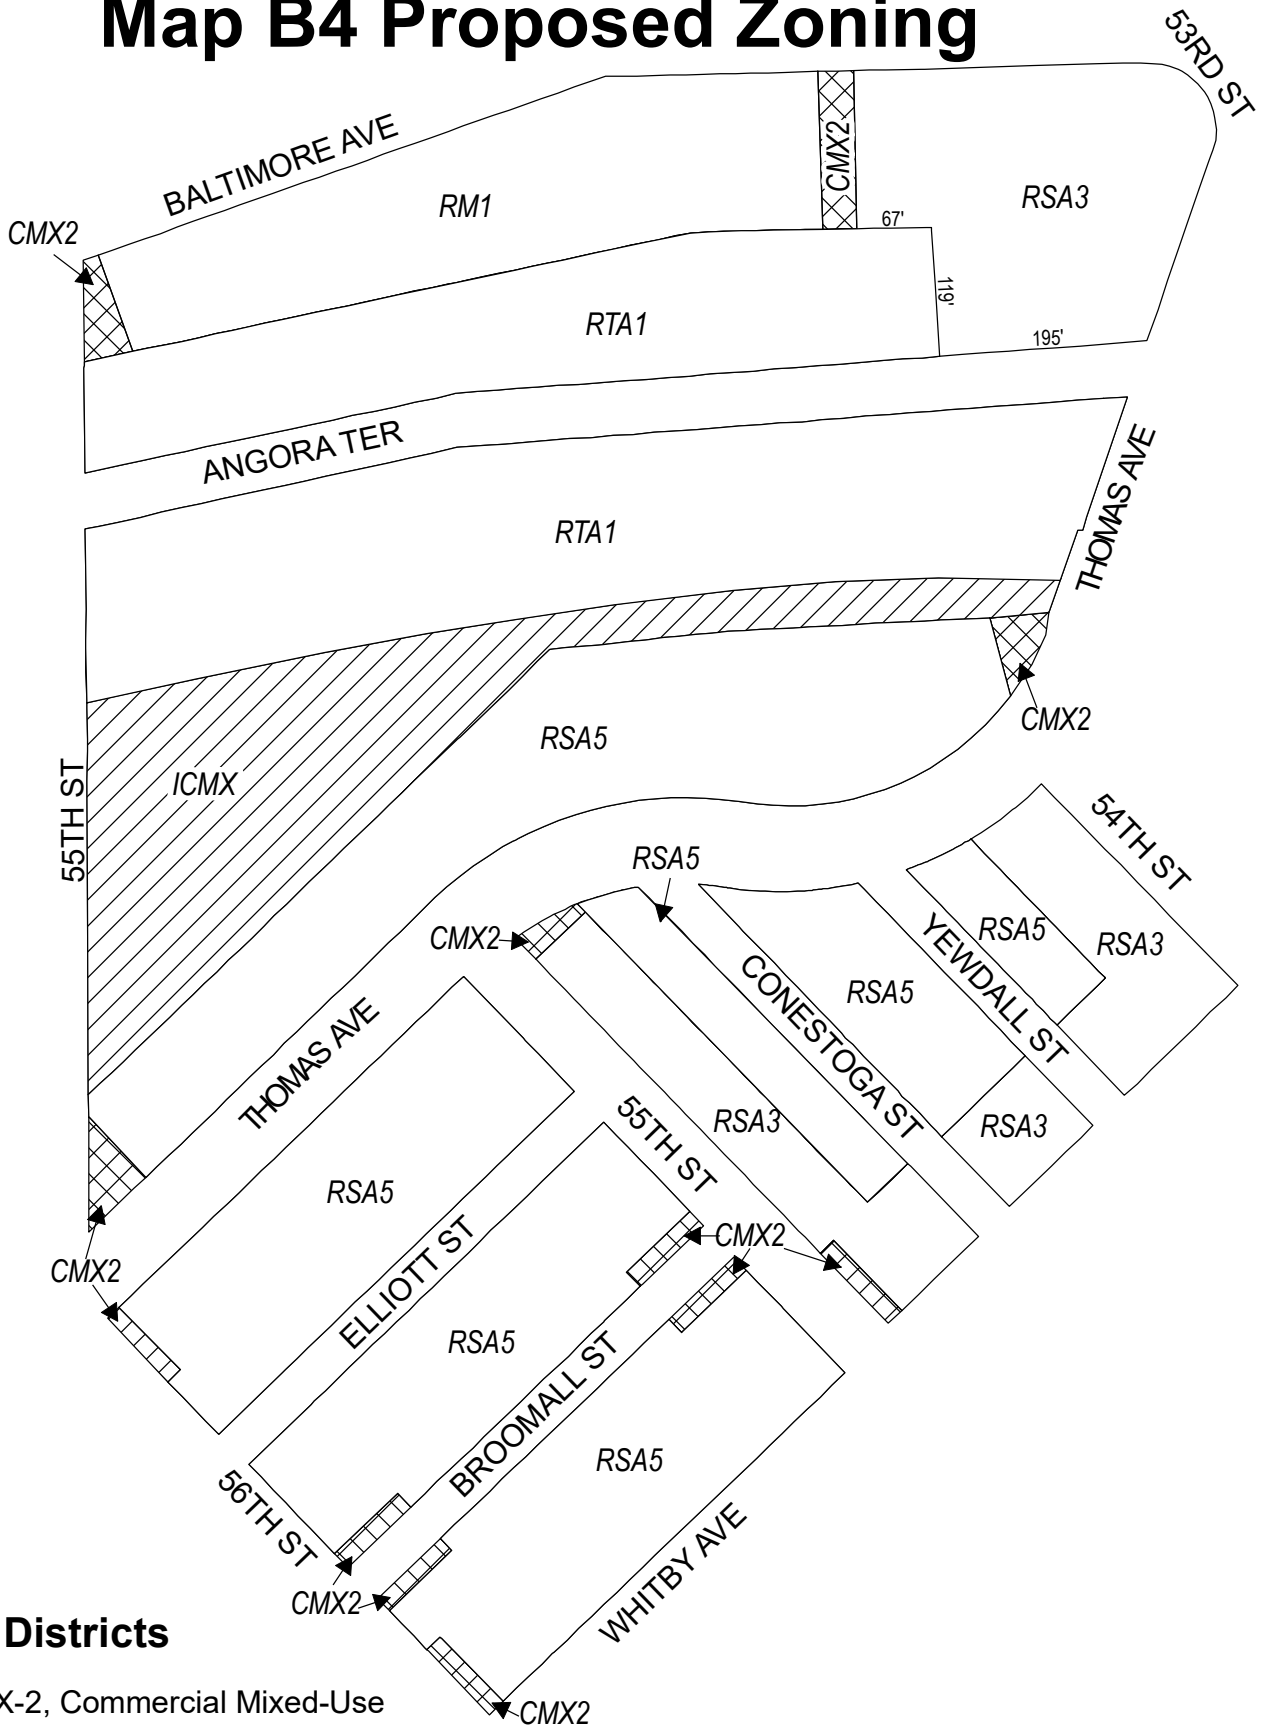 Map B4 Proposed Zoning
53RD ST
BALTIMORE AVE
CMX2
RM1
CMX2
RSA3
67'
119'
195'
RTA1
ANGORA TER
THOMAS AVE
RTA1
CMX2
RSA5
ICMX
55TH ST
54TH ST
RSA5
CMX2
RSA5
RSA3
YEWDALL ST
CONESTOGA ST
RSA5
THOMAS AVE
55TH ST
RSA3
RSA3
RSA5
ELLIOTT ST
CMX2
CMX2
RSA5
BROOMALL ST
RSA5
56TH ST
WHITBY AVE
CMX2
Districts
X-2, Commercial Mixed-Use
CMX2